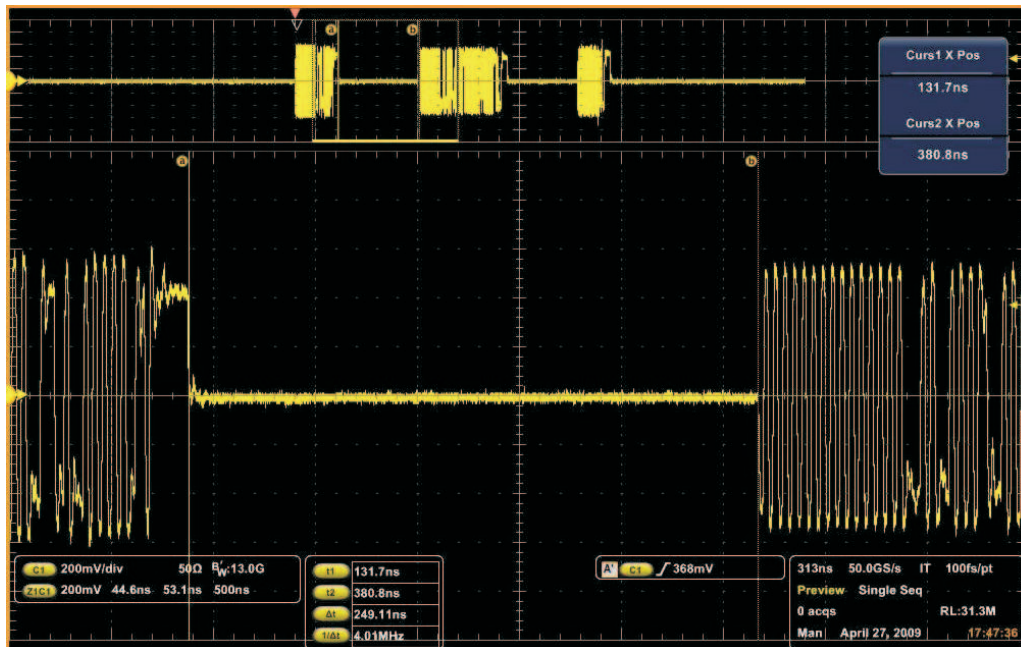 a
b
Curs1 X Pos
131.7ns
Curs2 X Pos
380.8ns
a
b
C1 200mV/div 50Ω BW:13.0G
Z1C1 200mV 44.6ns 53.1ns 500ns
t1 131.7ns
t2 380.8ns
Δt 249.11ns
1/Δt 4.01MHz
A' C1 368mV
313ns 50.0GS/s IT 100fs/pt
Preview Single Seq
0 acqs RL:31.3M
Man April 27, 2009 17:47:36